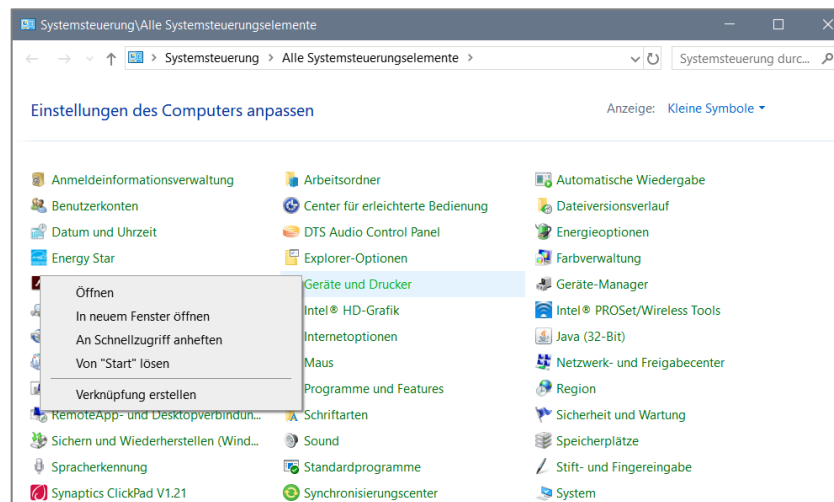 Systemsteuerung\Alle Systemsteuerungselemente
Systemsteuerung > Alle Systemsteuerungselemente >
Systemsteuerung durc...
Einstellungen des Computers anpassen
Anzeige: Kleine Symbole
Anmeldeinformationsverwaltung
Arbeitsordner
Automatische Wiedergabe
Benutzerkonten
Center für erleichterte Bedienung
Dateiversionsverlauf
Datum und Uhrzeit
DTS Audio Control Panel
Energieoptionen
Energy Star
Explorer-Optionen
Farbverwaltung
Geräte und Drucker
Geräte-Manager
Öffnen
In neuem Fenster öffnen
An Schnellzugriff anheften
Von "Start" lösen
Verknüpfung erstellen
Intel® HD-Grafik
Intel® PROSet/Wireless Tools
Internetoptionen
Java (32-Bit)
Maus
Netzwerk- und Freigabecenter
Programme und Features
Region
RemoteApp- und Desktopverbindun...
Schriftarten
Sicherheit und Wartung
Sichern und Wiederherstellen (Wind...
Sound
Speicherplätze
Spracherkennung
Standardprogramme
Stift- und Fingereingabe
Synaptics ClickPad V1.21
Synchronisierungscenter
System